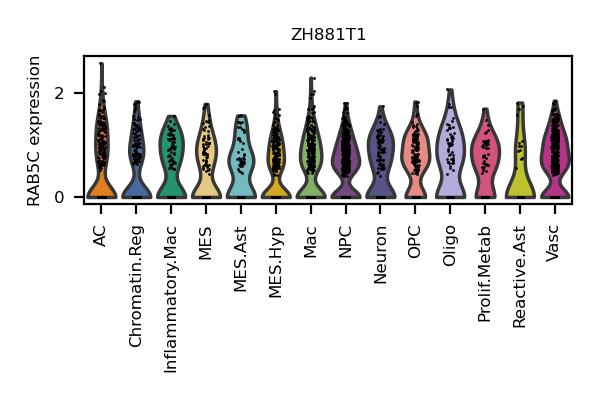 ZH881T1
RAB5C expression
2
0
AC
Chromatin.Reg
Inflammatory.Mac
MES
MES.Ast
MES.Hyp
Mac
NPC
Neuron
OPC
Oligo
Prolif.Metab
Reactive.Ast
Vasc